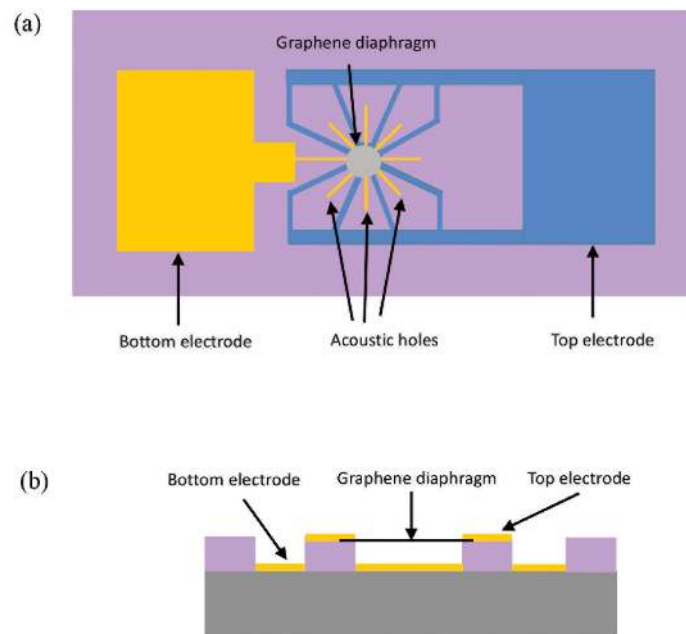 (a)
Graphene diaphragm
Bottom electrode
Acoustic holes
Top electrode
(b)
Bottom electrode
Graphene diaphragm
Top electrode